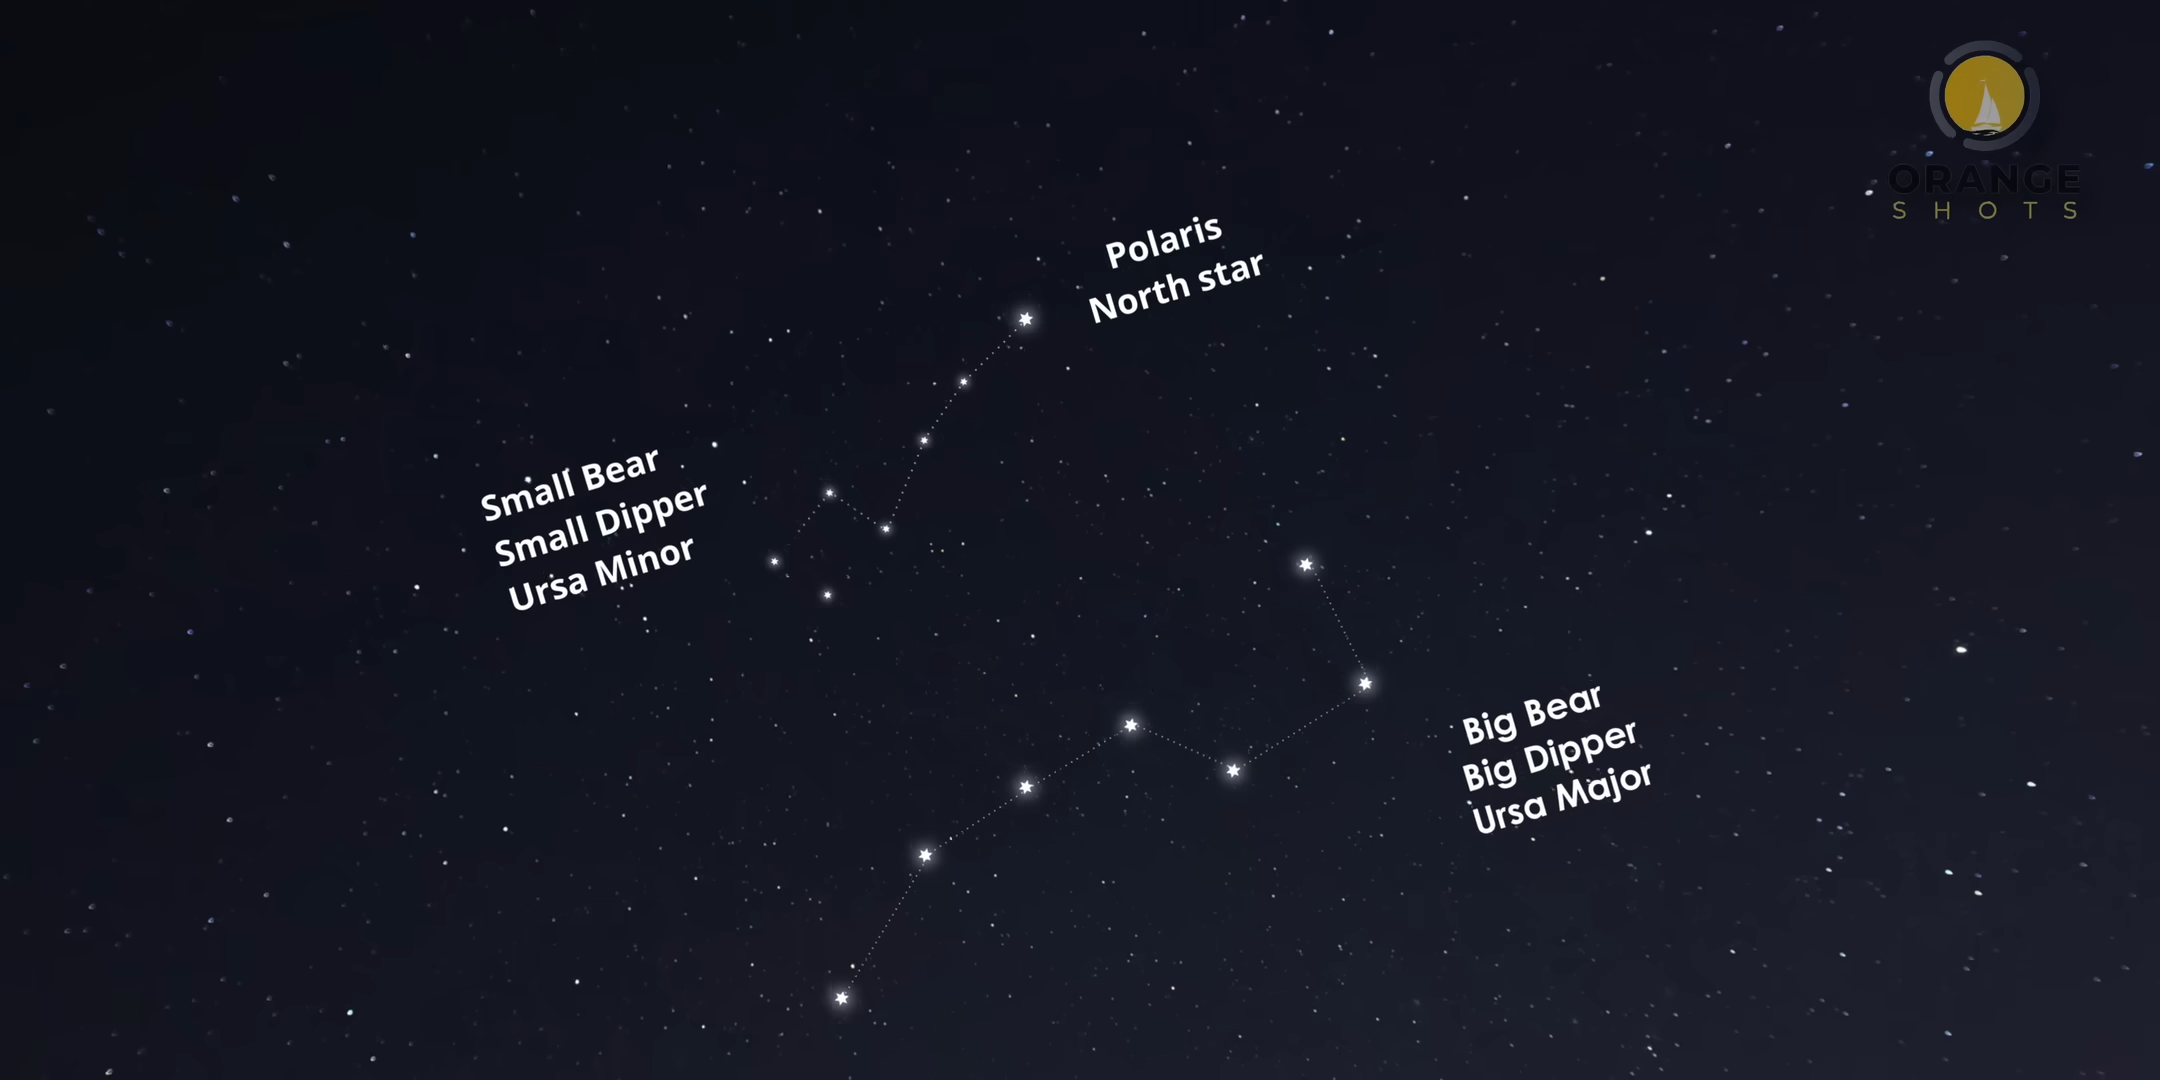 ORANGE
SHOTS
Polaris
North star
Small Bear
Small Dipper
Ursa Minor
Big Bear
Big Dipper
Ursa Major